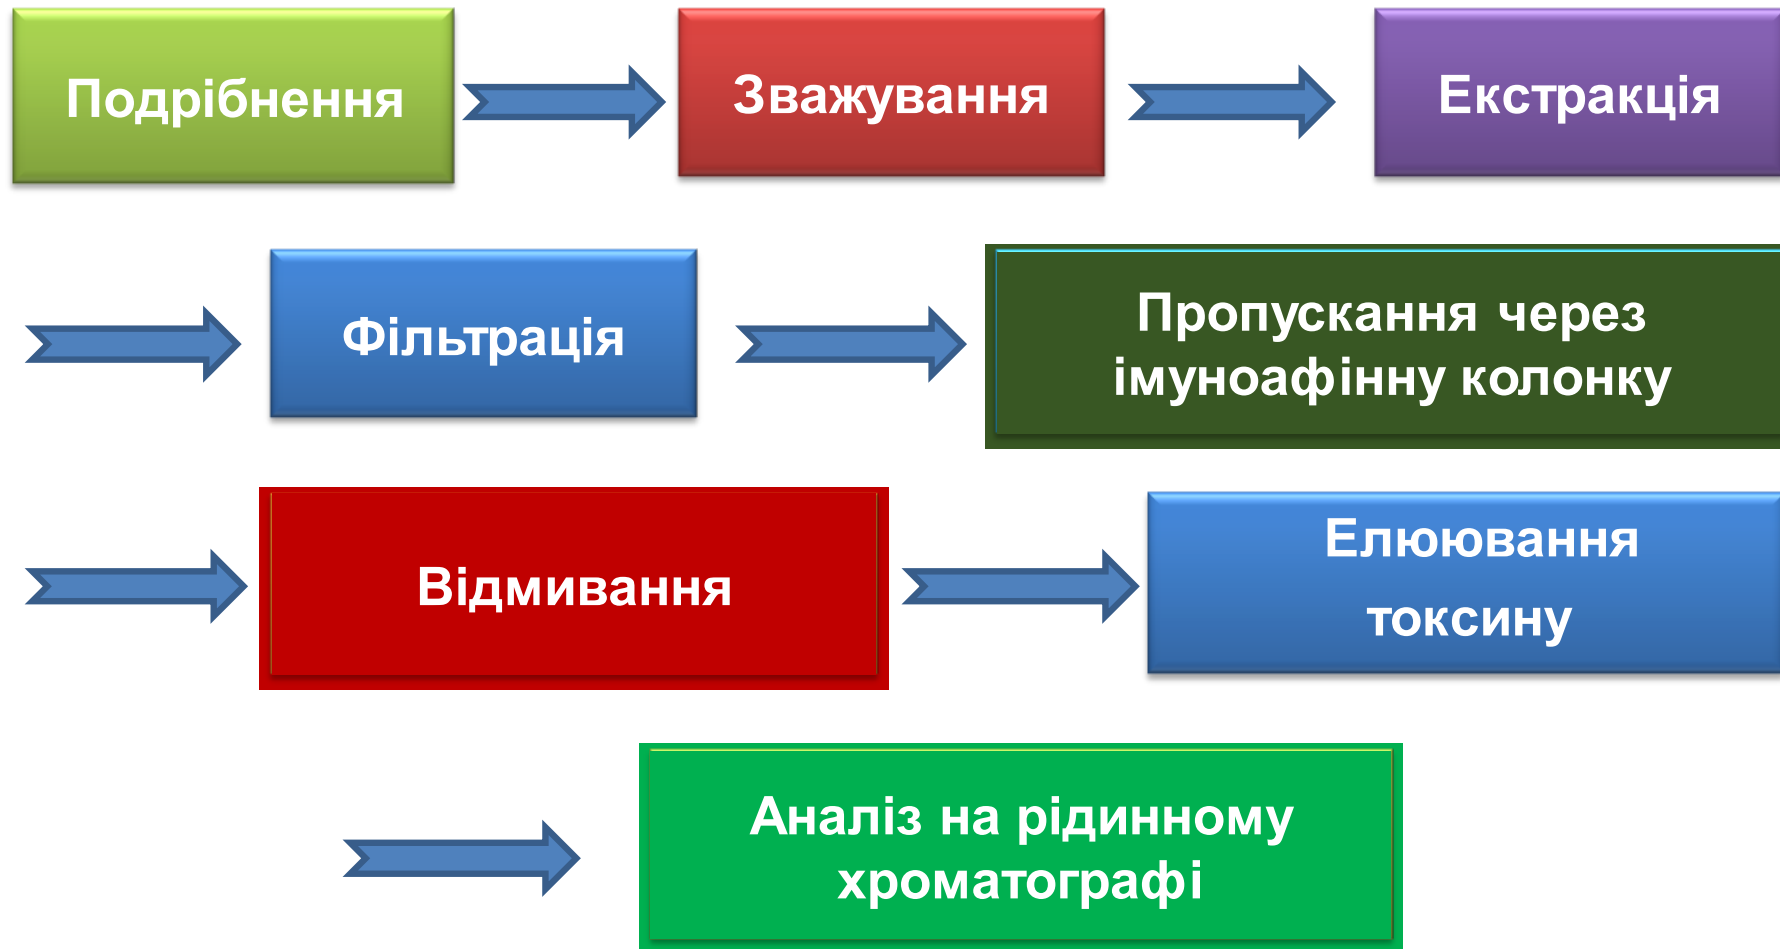 Подрібнення
Зважування
Екстракція
Фільтрація
Пропускання через
імуноафінну колонку
Відмивання
Елюювання
токсину
Аналіз на рідинному
хроматографі